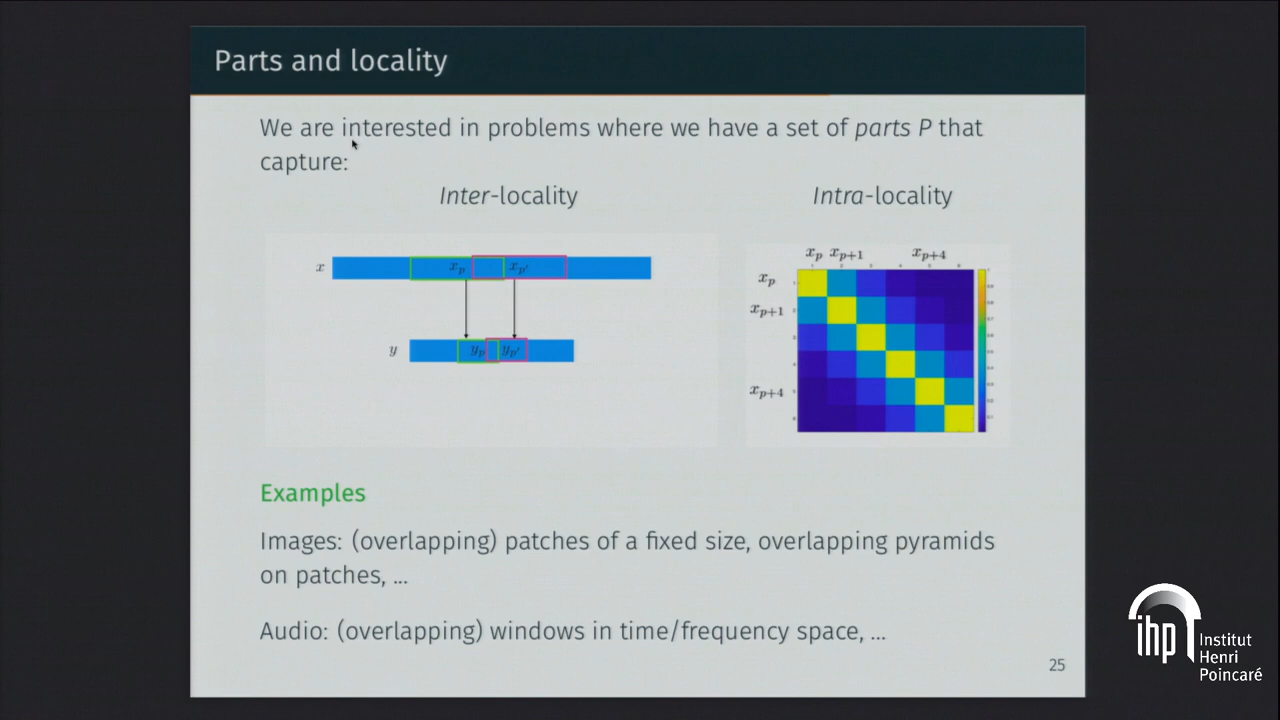 Parts and locality
We are interested in problems where we have a set of parts P that
capture:
Inter-locality
Intra-locality
x
x_p
x_{p'}
y
y_p
y_{p'}
x_p x_{p+1} x_{p+4}
x_p
x_{p+1}
x_{p+4}
Examples
Images: (overlapping) patches of a fixed size, overlapping pyramids
on patches, ...
Audio: (overlapping) windows in time/frequency space, ...
25
ihp
Institut
Henri
Poincaré